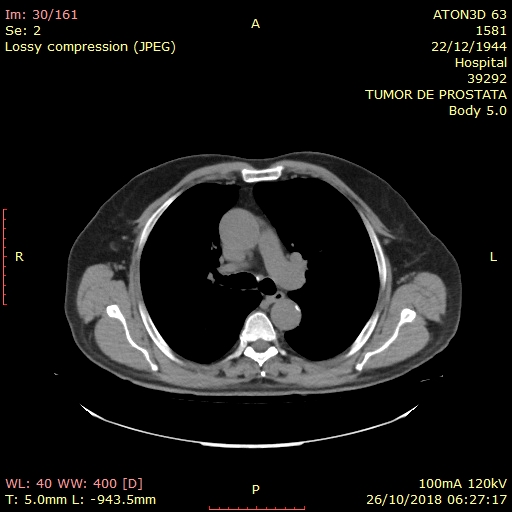 Im: 30/161
Se: 2
Lossy compression (JPEG)
A
ATON3D 63
1581
22/12/1944
Hospital
39292
TUMOR DE PROSTATA
Body 5.0
R
L
WL: 40 WW: 400 [D]
T: 5.0mm L: -943.5mm
P
100mA 120kV
26/10/2018 06:27:17